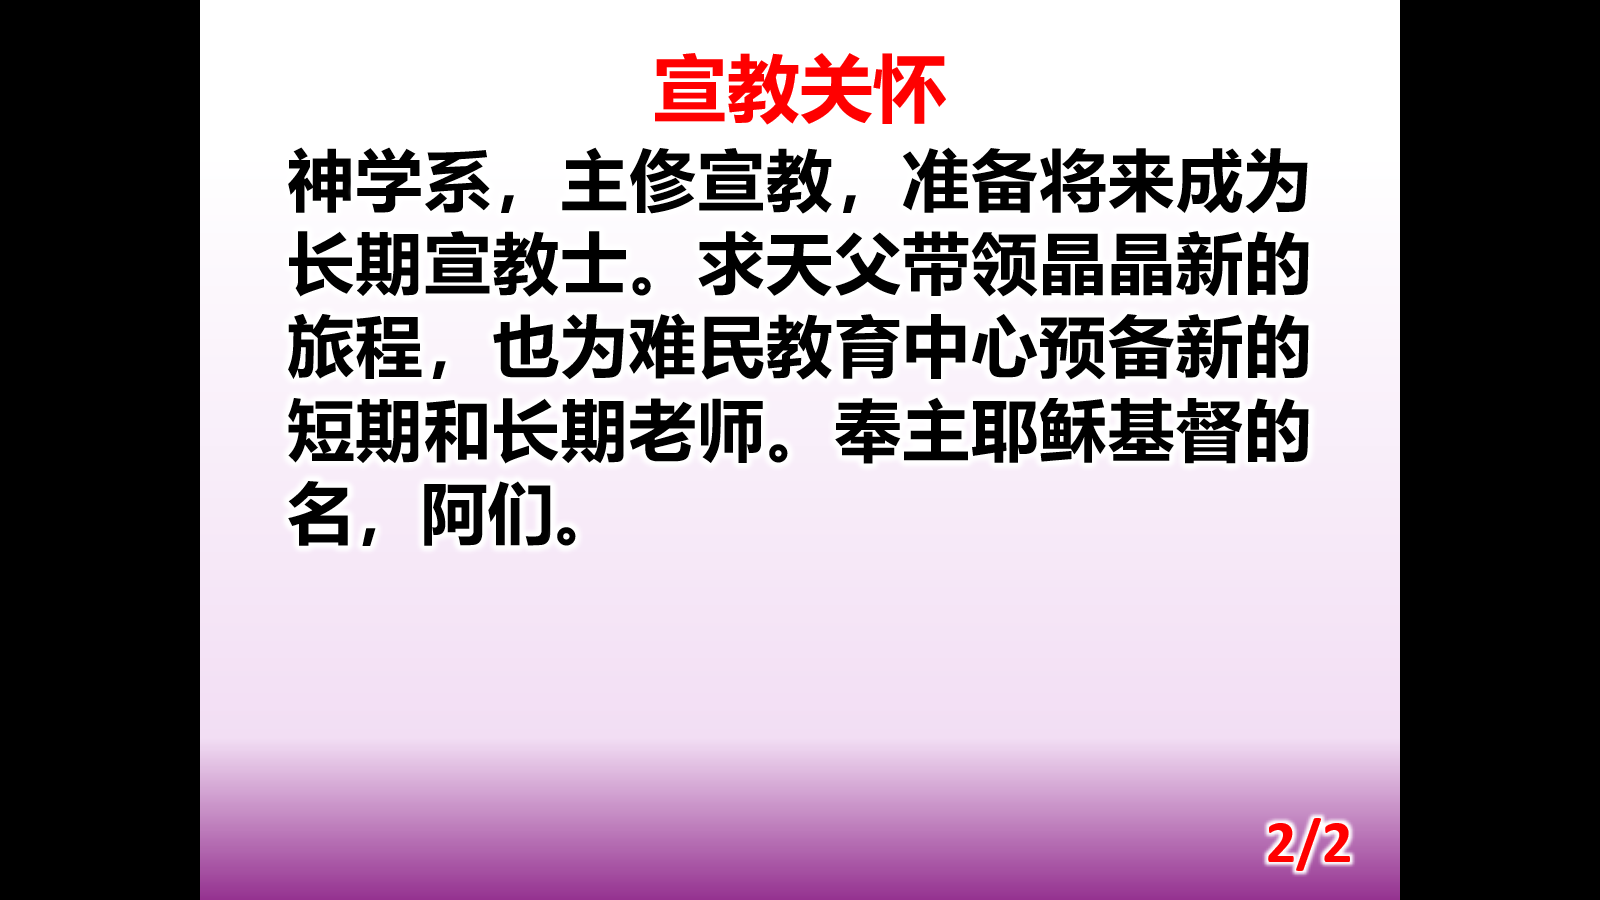 宣教关怀
神学系，主修宣教，准备将来成为
长期宣教士。求天父带领晶晶新的
旅程，也为难民教育中心预备新的
短期和长期老师。奉主耶稣基督的
名，阿们。
2/2